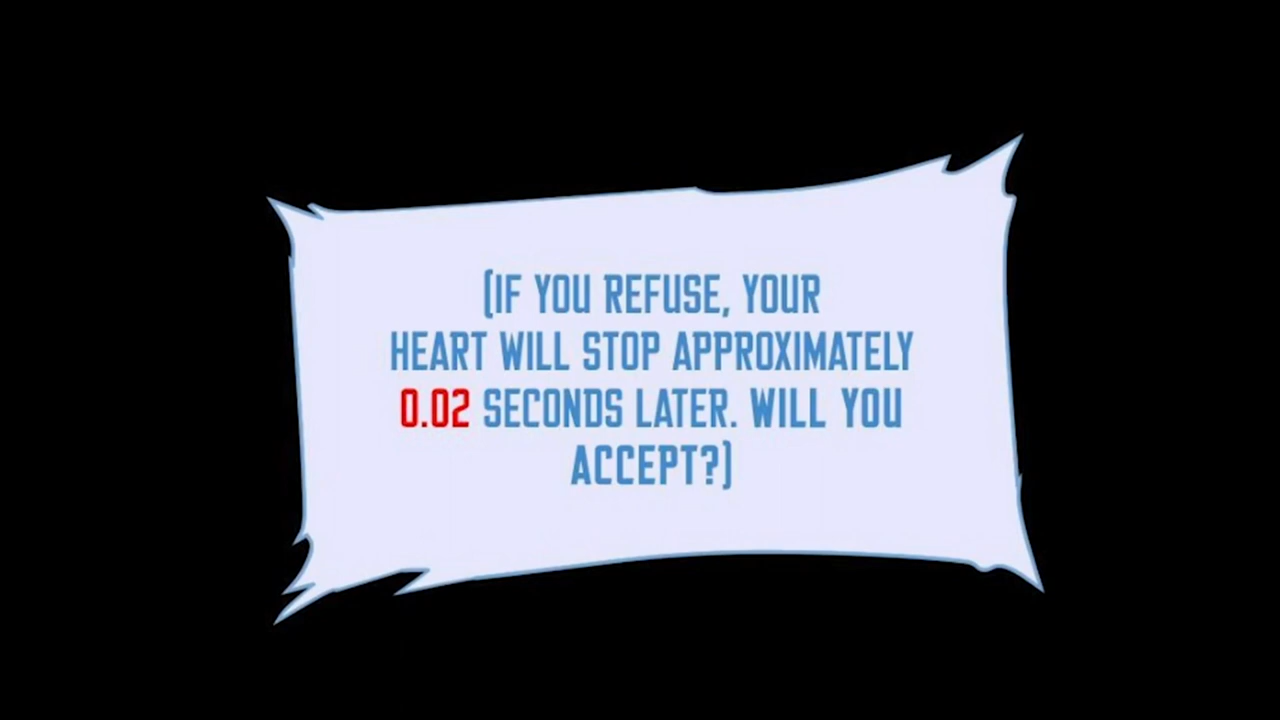 (IF YOU REFUSE, YOUR
HEART WILL STOP APPROXIMATELY
0.02 SECONDS LATER. WILL YOU
ACCEPT?)